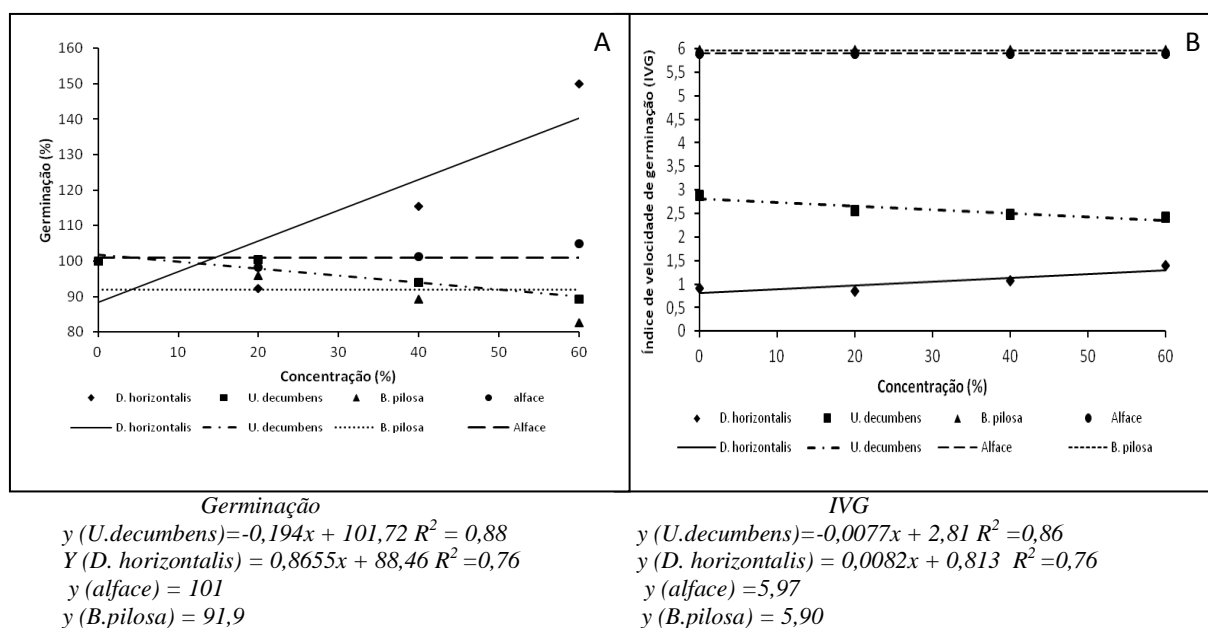 A
Germinação (%)
160
150
140
130
120
110
100
90
80
0 10 20 30 40 50 60
Concentração (%)
D. horizontalis U. decumbens B. pilosa alface
D. horizontalis U. decumbens B. pilosa Alface
B
Índice de velocidade de germinação (IVG)
6
5,5
5
4,5
4
3,5
3
2,5
2
1,5
1
0,5
0
0 10 20 30 40 50 60
Concentração (%)
D. horizontalis U. decumbens B. pilosa Alface
D. horizontalis U. decumbens Alface B. pilosa
Germinação
y (U.decumbens)=-0,194x + 101,72 R² = 0,88
Y (D. horizontalis) = 0,8655x + 88,46 R² =0,76
y (alface) = 101
y (B.pilosa) = 91,9
IVG
y (U.decumbens)=-0,0077x + 2,81 R² = 0,86
y (D. horizontalis) = 0,0082x + 0,813 R² =0,76
y (alface) =5,97
y (B.pilosa) = 5,90